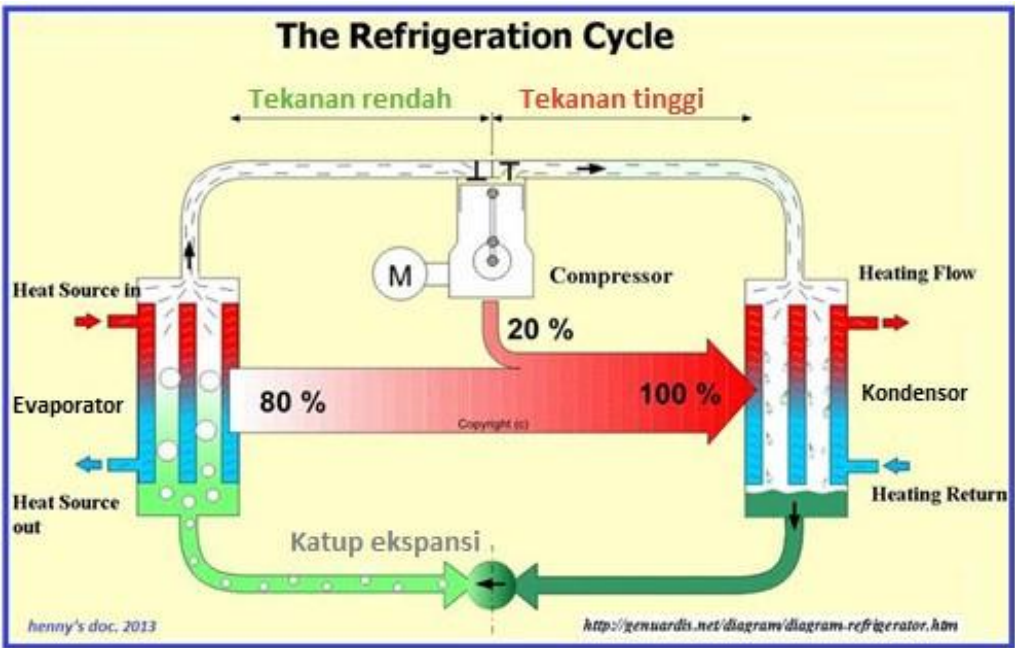 The Refrigeration Cycle
Tekanan rendah
Tekanan tinggi
M
Compressor
Heat Source in
Heating Flow
20 %
Evaporator
80 %
100 %
Kondensor
Copyright (c)
Heat Source
out
Heating Return
Katup ekspansi
henny's doc. 2013
http://genuardis.net/diagram/diagram-refrigerator.htm